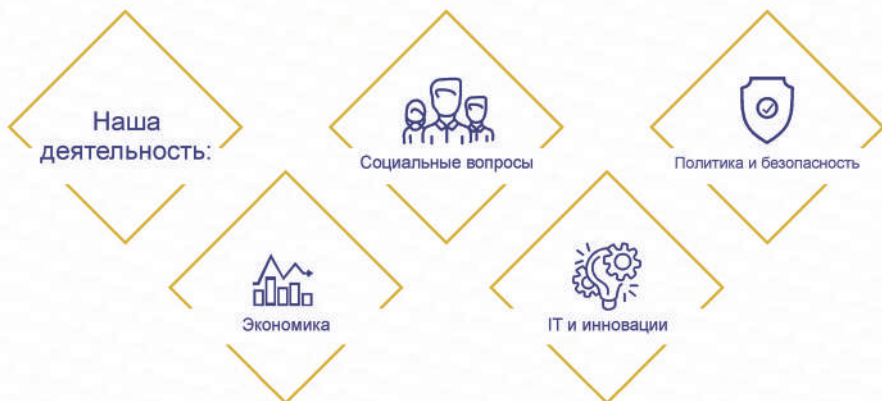 Наша
деятельность:
Социальные вопросы
Политика и безопасность
Экономика
IT и инновации